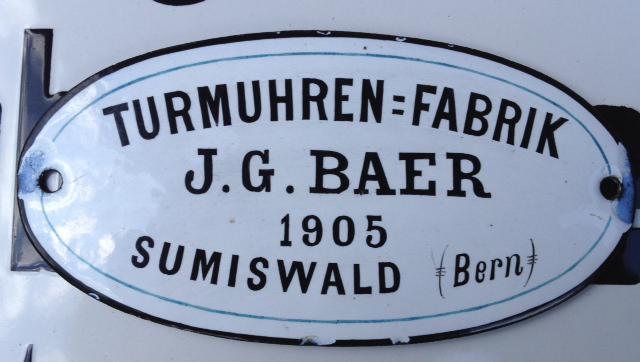 TURMUHREN=FABRIK
J.G. BAER
1905
SUMISWALD (Bern)